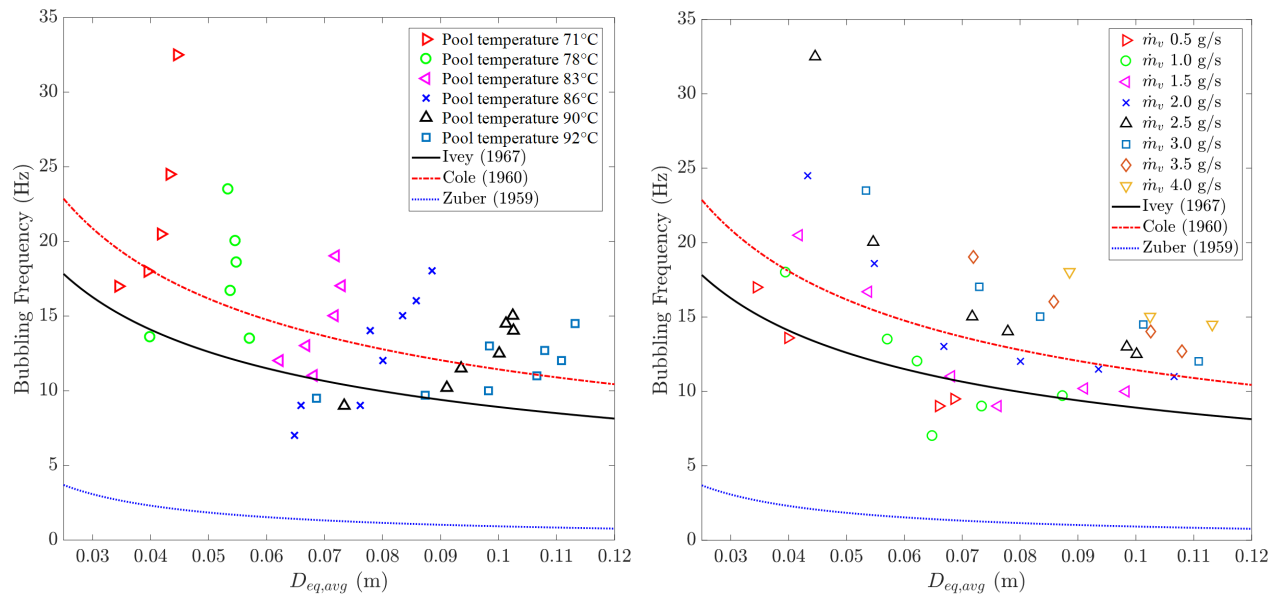 35
30
25
20
15
10
5
0
Bubbling Frequency (Hz)
0.03 0.04 0.05 0.06 0.07 0.08 0.09 0.1 0.11 0.12
D_{eq,avg} (m)
Pool temperature 71°C
Pool temperature 78°C
Pool temperature 83°C
Pool temperature 86°C
Pool temperature 90°C
Pool temperature 92°C
Ivey (1967)
Cole (1960)
Zuber (1959)
35
30
25
20
15
10
5
0
Bubbling Frequency (Hz)
0.03 0.04 0.05 0.06 0.07 0.08 0.09 0.1 0.11 0.12
D_{eq,avg} (m)
ṁ_v 0.5 g/s
ṁ_v 1.0 g/s
ṁ_v 1.5 g/s
ṁ_v 2.0 g/s
ṁ_v 2.5 g/s
ṁ_v 3.0 g/s
ṁ_v 3.5 g/s
ṁ_v 4.0 g/s
Ivey (1967)
Cole (1960)
Zuber (1959)